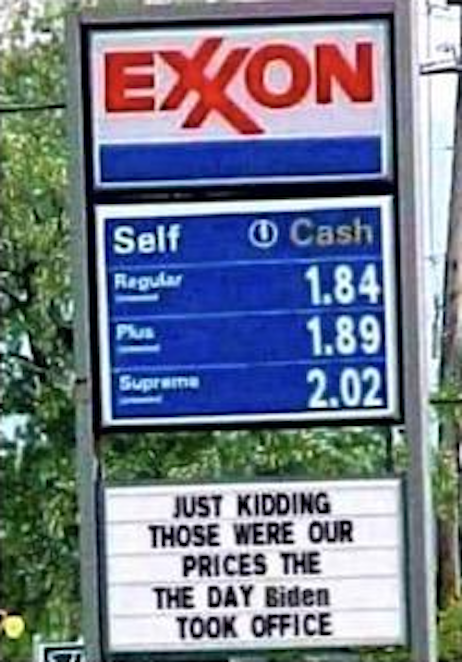 EXXON
Self Cash
Regular 1.84
Plus 1.89
Supreme 2.02
JUST KIDDING
THOSE WERE OUR
PRICES THE
THE DAY Biden
TOOK OFFICE